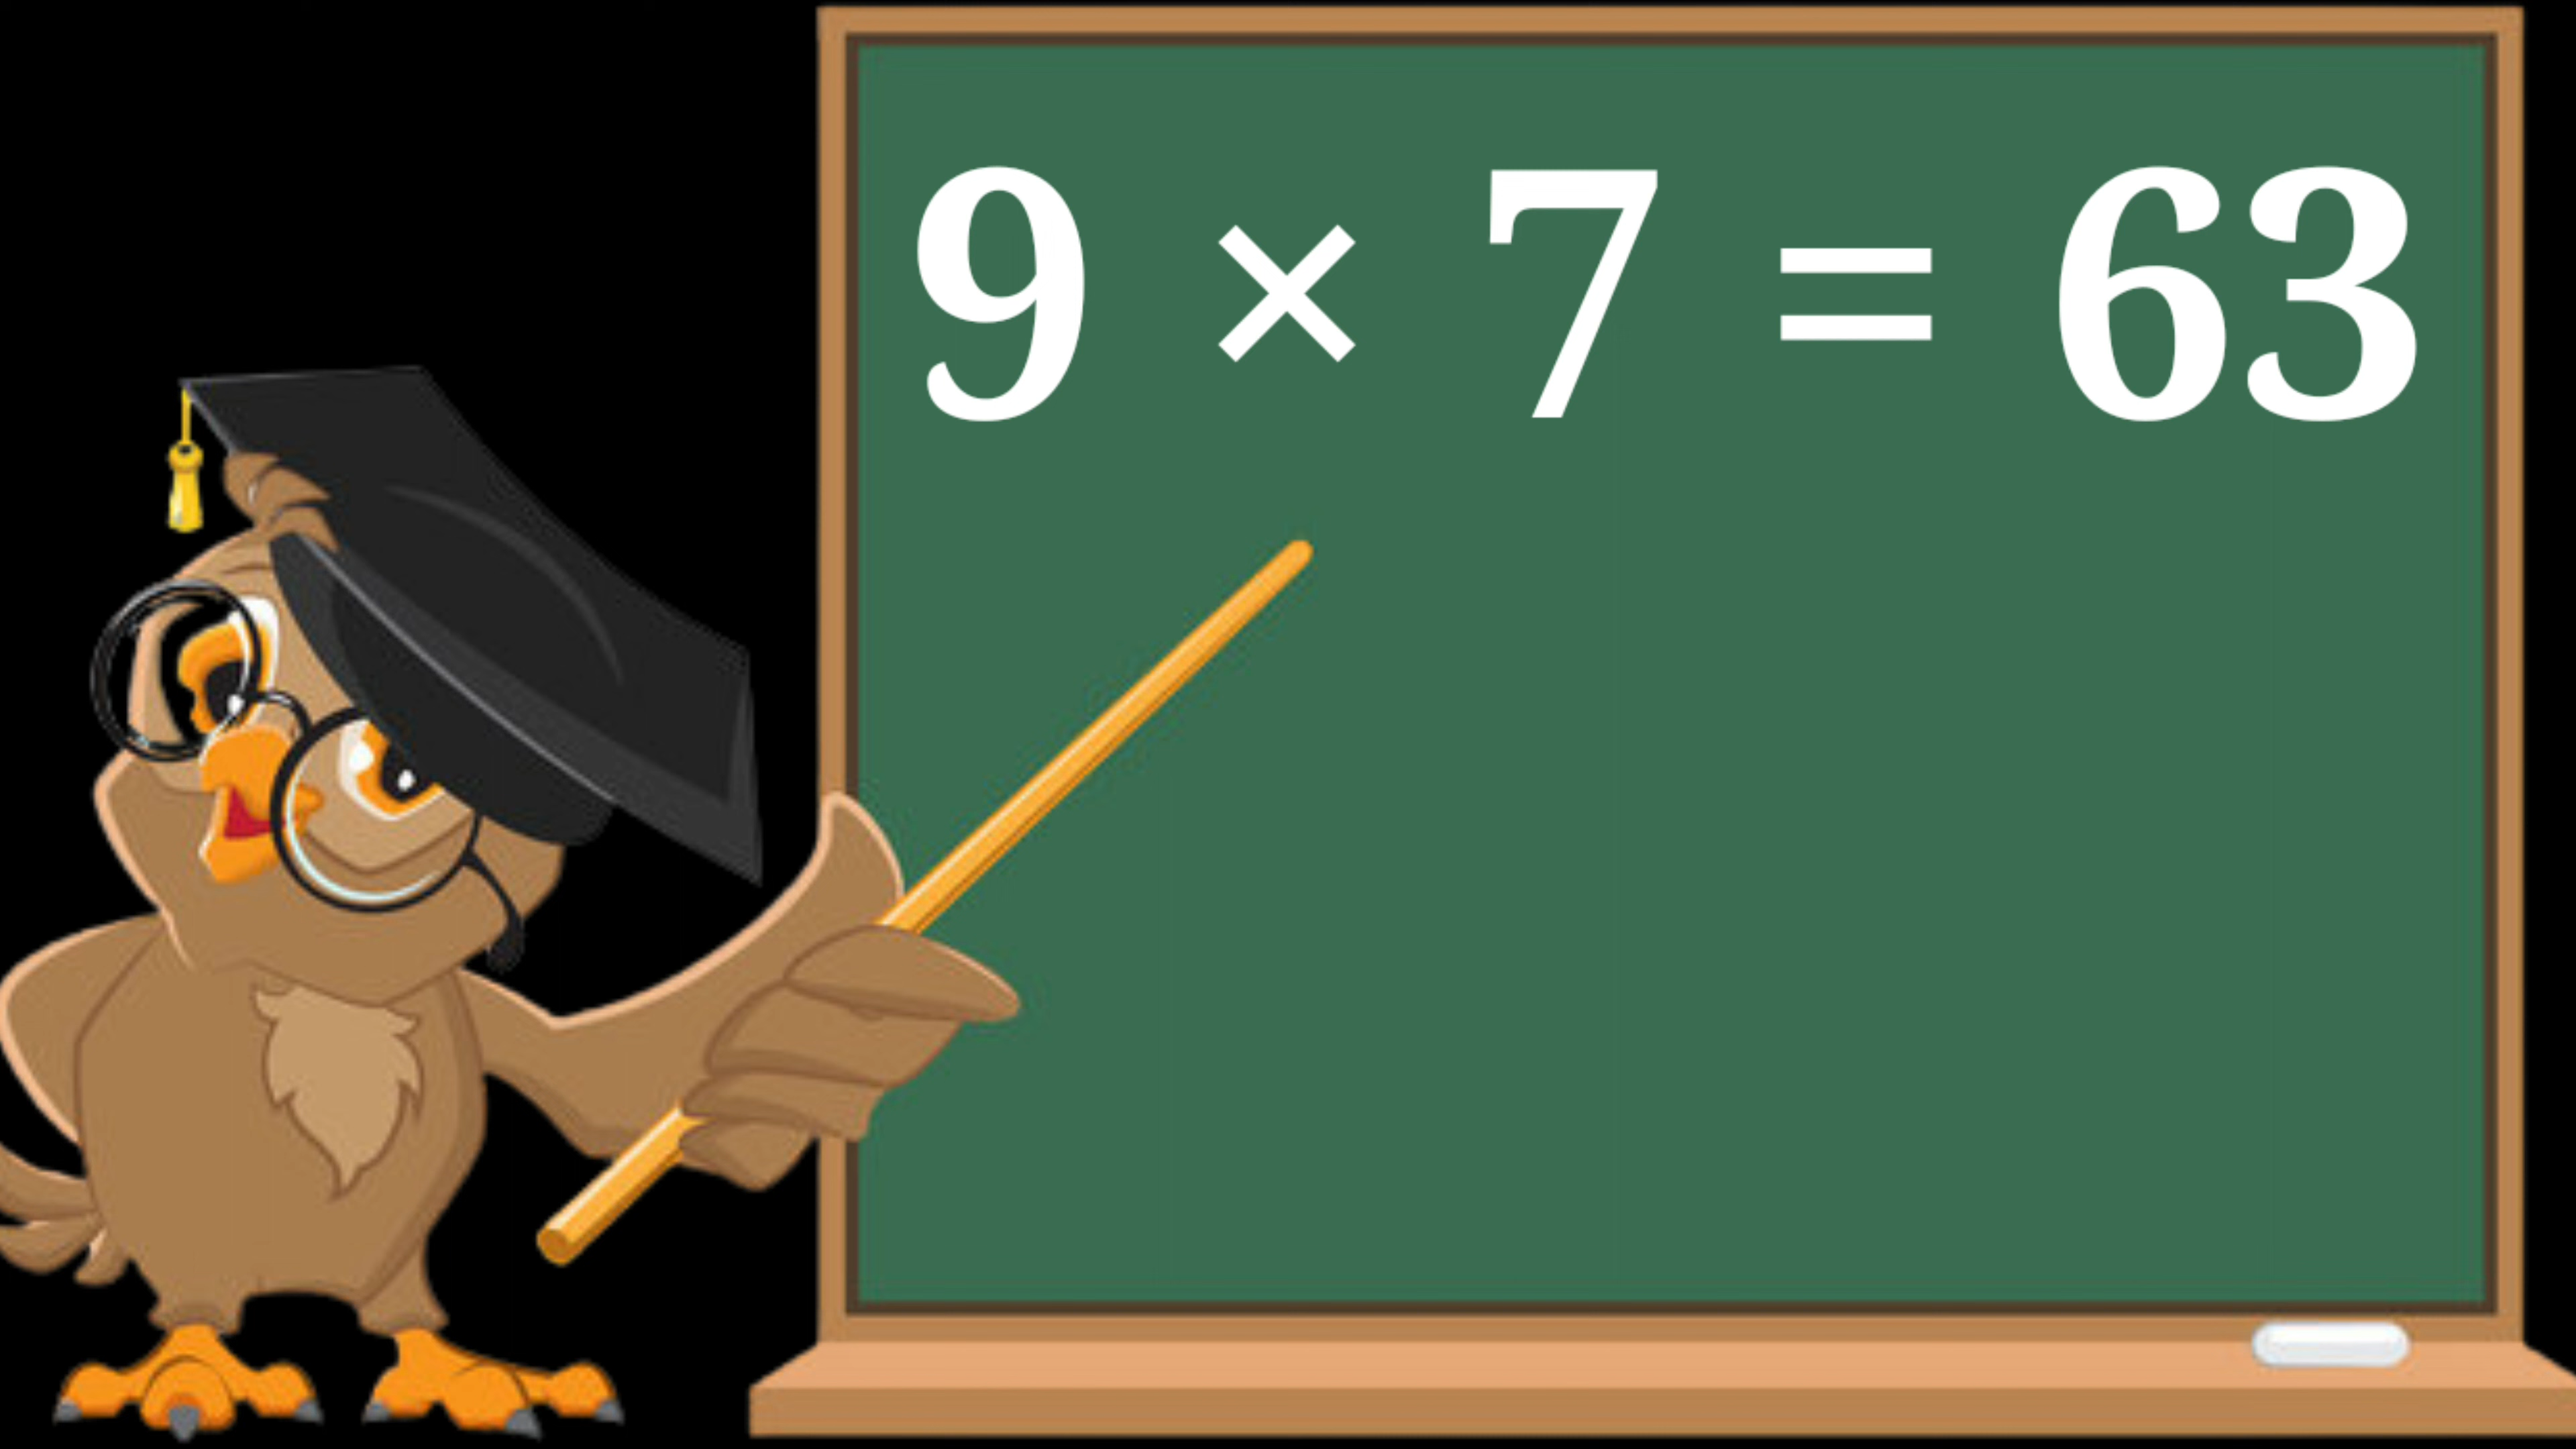 9 × 7 = 63